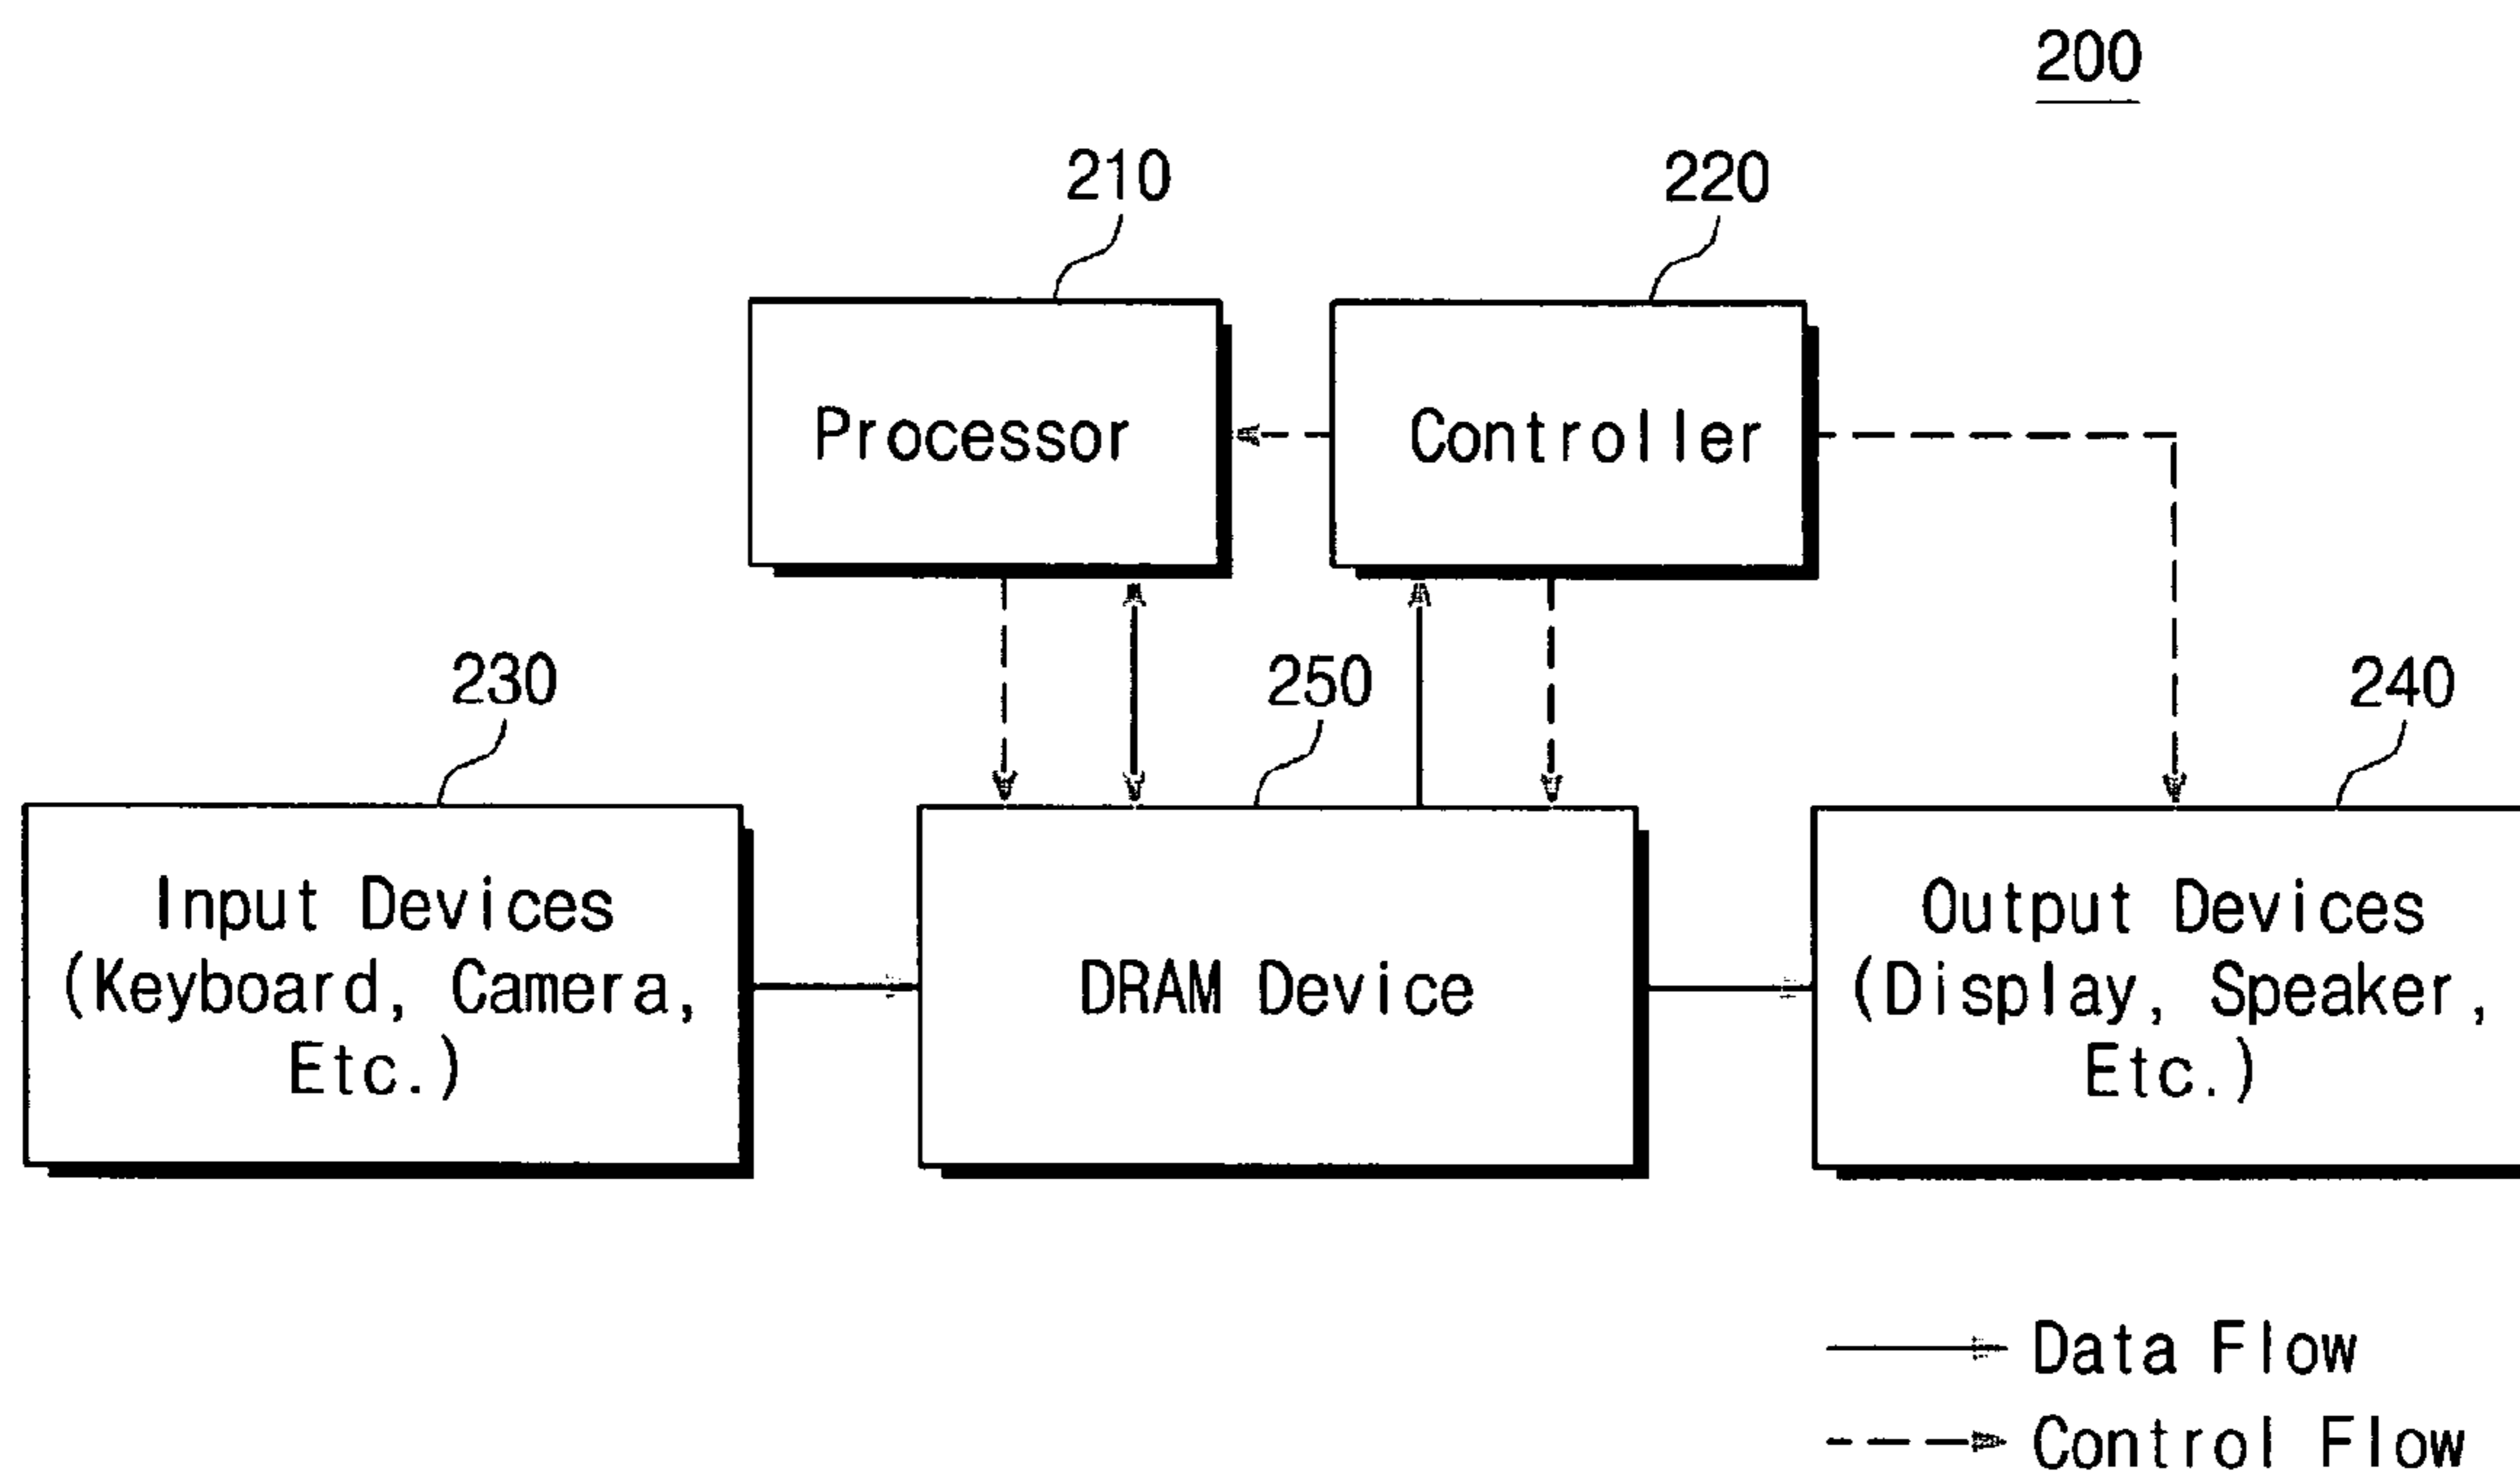 200
210
220
Processor
Controller
230
250
240
Input Devices
(Keyboard, Camera,
Etc.)
DRAM Device
Output Devices
(Display, Speaker,
Etc.)
Data Flow
Control Flow